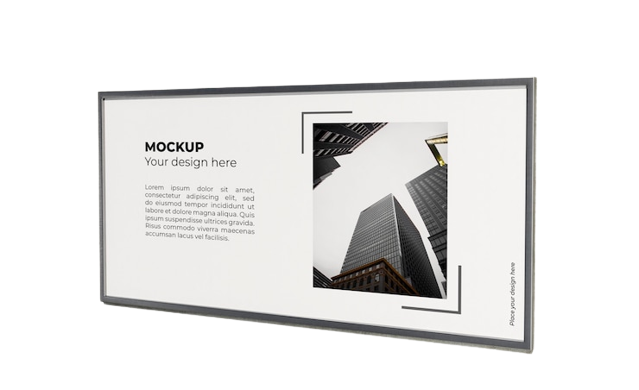 MOCKUP
Your design here
Lorem ipsum dolor sit amet,
consectetur adipiscing elit, sed
do eiusmod tempor incididunt ut
labore et dolore magna aliqua. Quis
ipsum suspendisse ultrices gravida.
Risus commodo viverra maecenas
accumsan lacus vel facilisis.
Place your design here